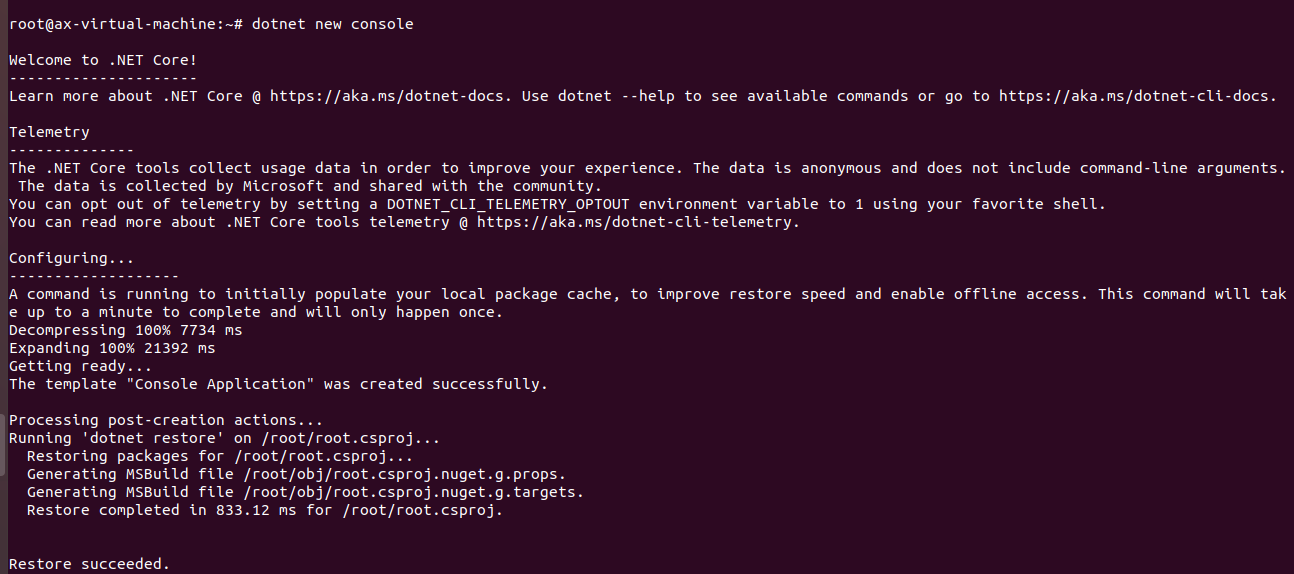 root@ax-virtual-machine:~# dotnet new console
Welcome to .NET Core!
---------------------
Learn more about .NET Core @ https://aka.ms/dotnet-docs. Use dotnet --help to see available commands or go to https://aka.ms/dotnet-cli-docs.
Telemetry
--------------
The .NET Core tools collect usage data in order to improve your experience. The data is anonymous and does not include command-line arguments.
 The data is collected by Microsoft and shared with the community.
You can opt out of telemetry by setting a DOTNET_CLI_TELEMETRY_OPTOUT environment variable to 1 using your favorite shell.
You can read more about .NET Core tools telemetry @ https://aka.ms/dotnet-cli-telemetry.
Configuring...
-------------------
A command is running to initially populate your local package cache, to improve restore speed and enable offline access. This command will tak
e up to a minute to complete and will only happen once.
Decompressing 100% 7734 ms
Expanding 100% 21392 ms
Getting ready...
The template "Console Application" was created successfully.
Processing post-creation actions...
Running 'dotnet restore' on /root/root.csproj...
  Restoring packages for /root/root.csproj...
  Generating MSBuild file /root/obj/root.csproj.nuget.g.props.
  Generating MSBuild file /root/obj/root.csproj.nuget.g.targets.
  Restore completed in 833.12 ms for /root/root.csproj.
Restore succeeded.